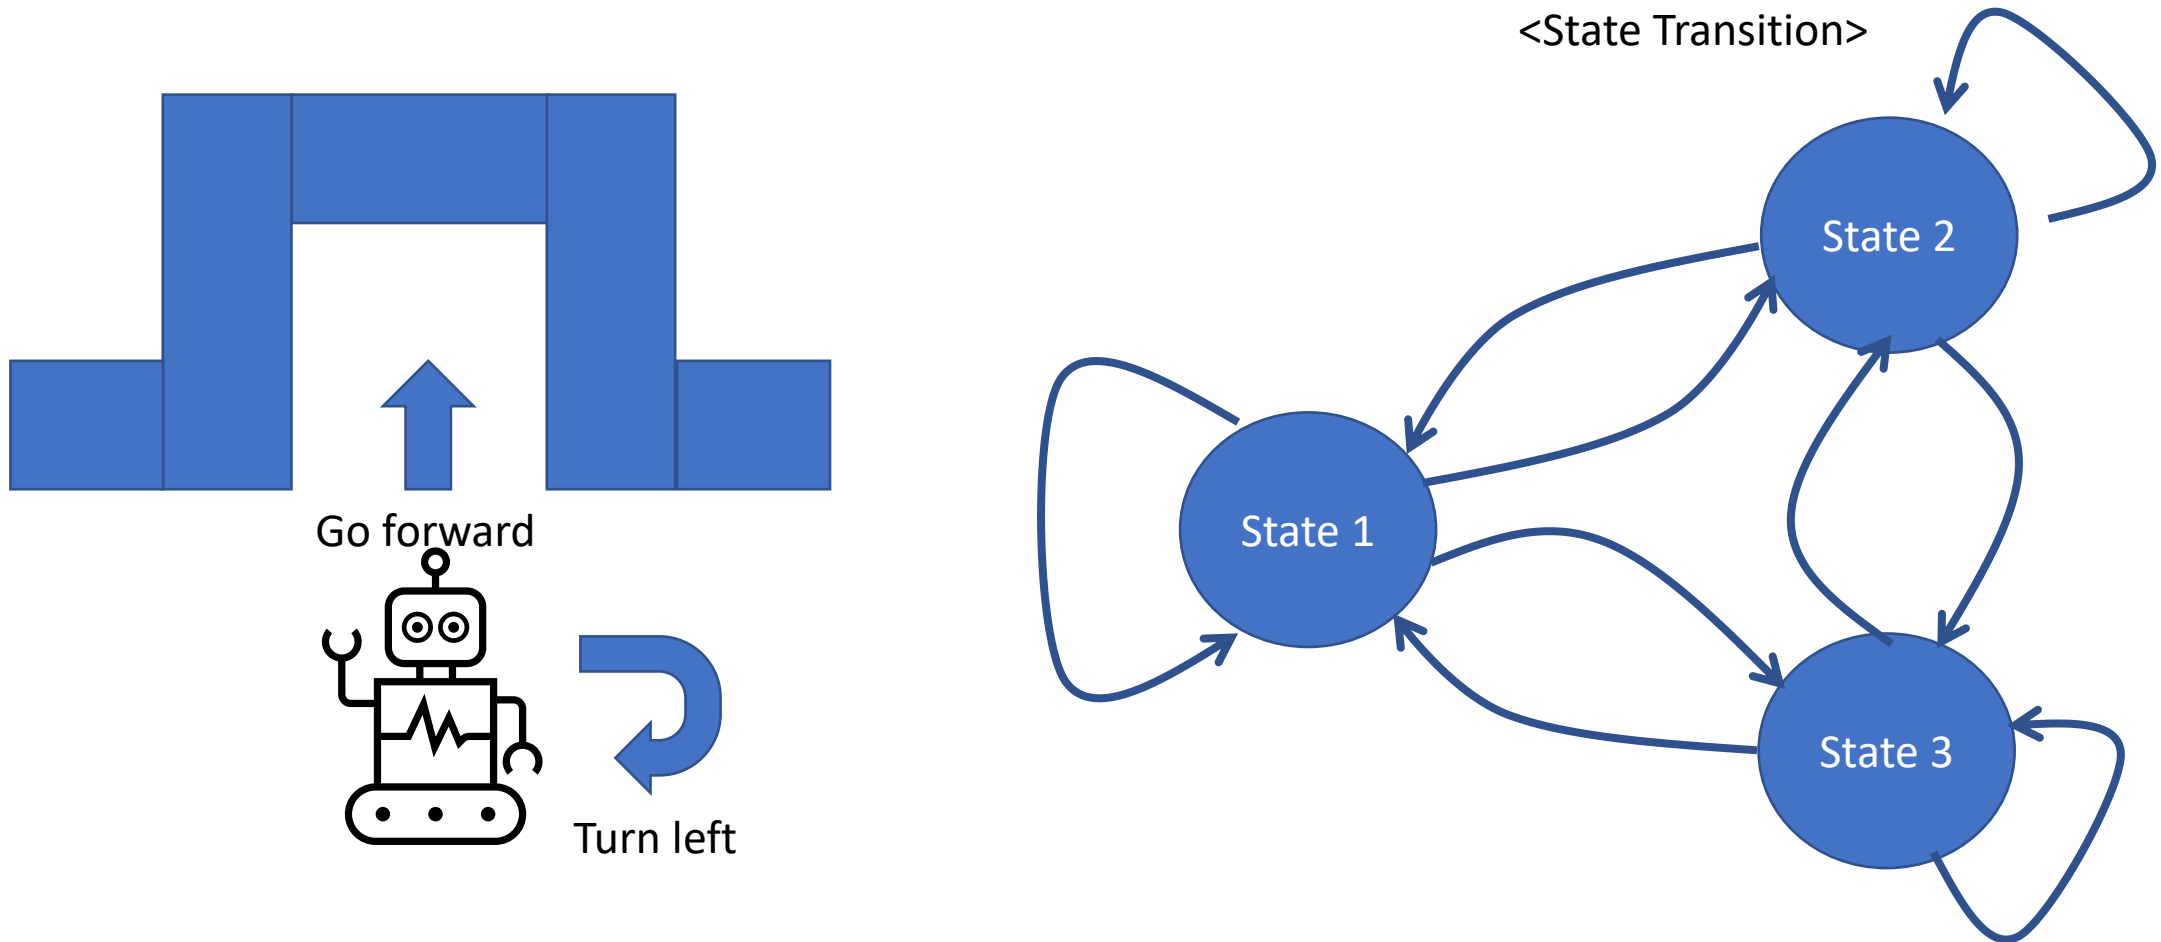 <State Transition>
State 2
State 1
Go forward
State 3
Turn left